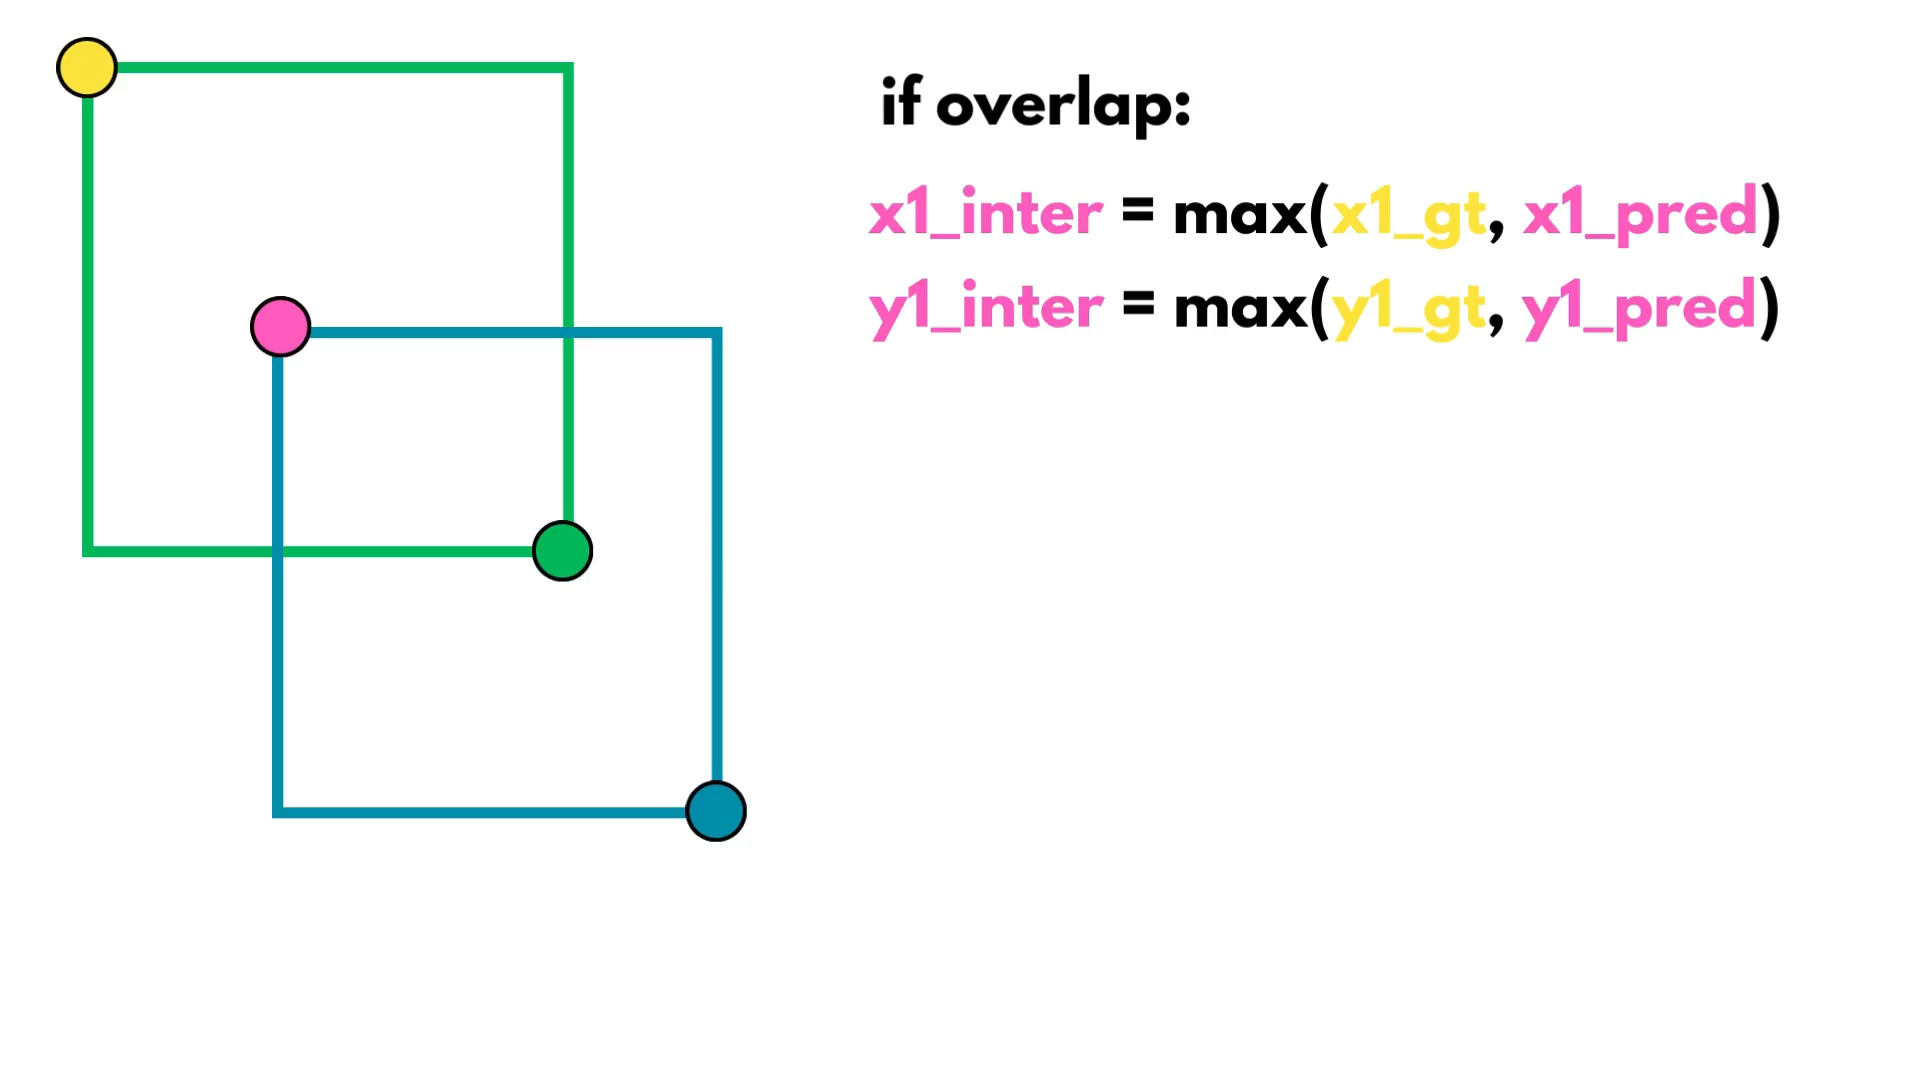 if overlap:
x1_inter = max(x1_gt, x1_pred)
y1_inter = max(y1_gt, y1_pred)